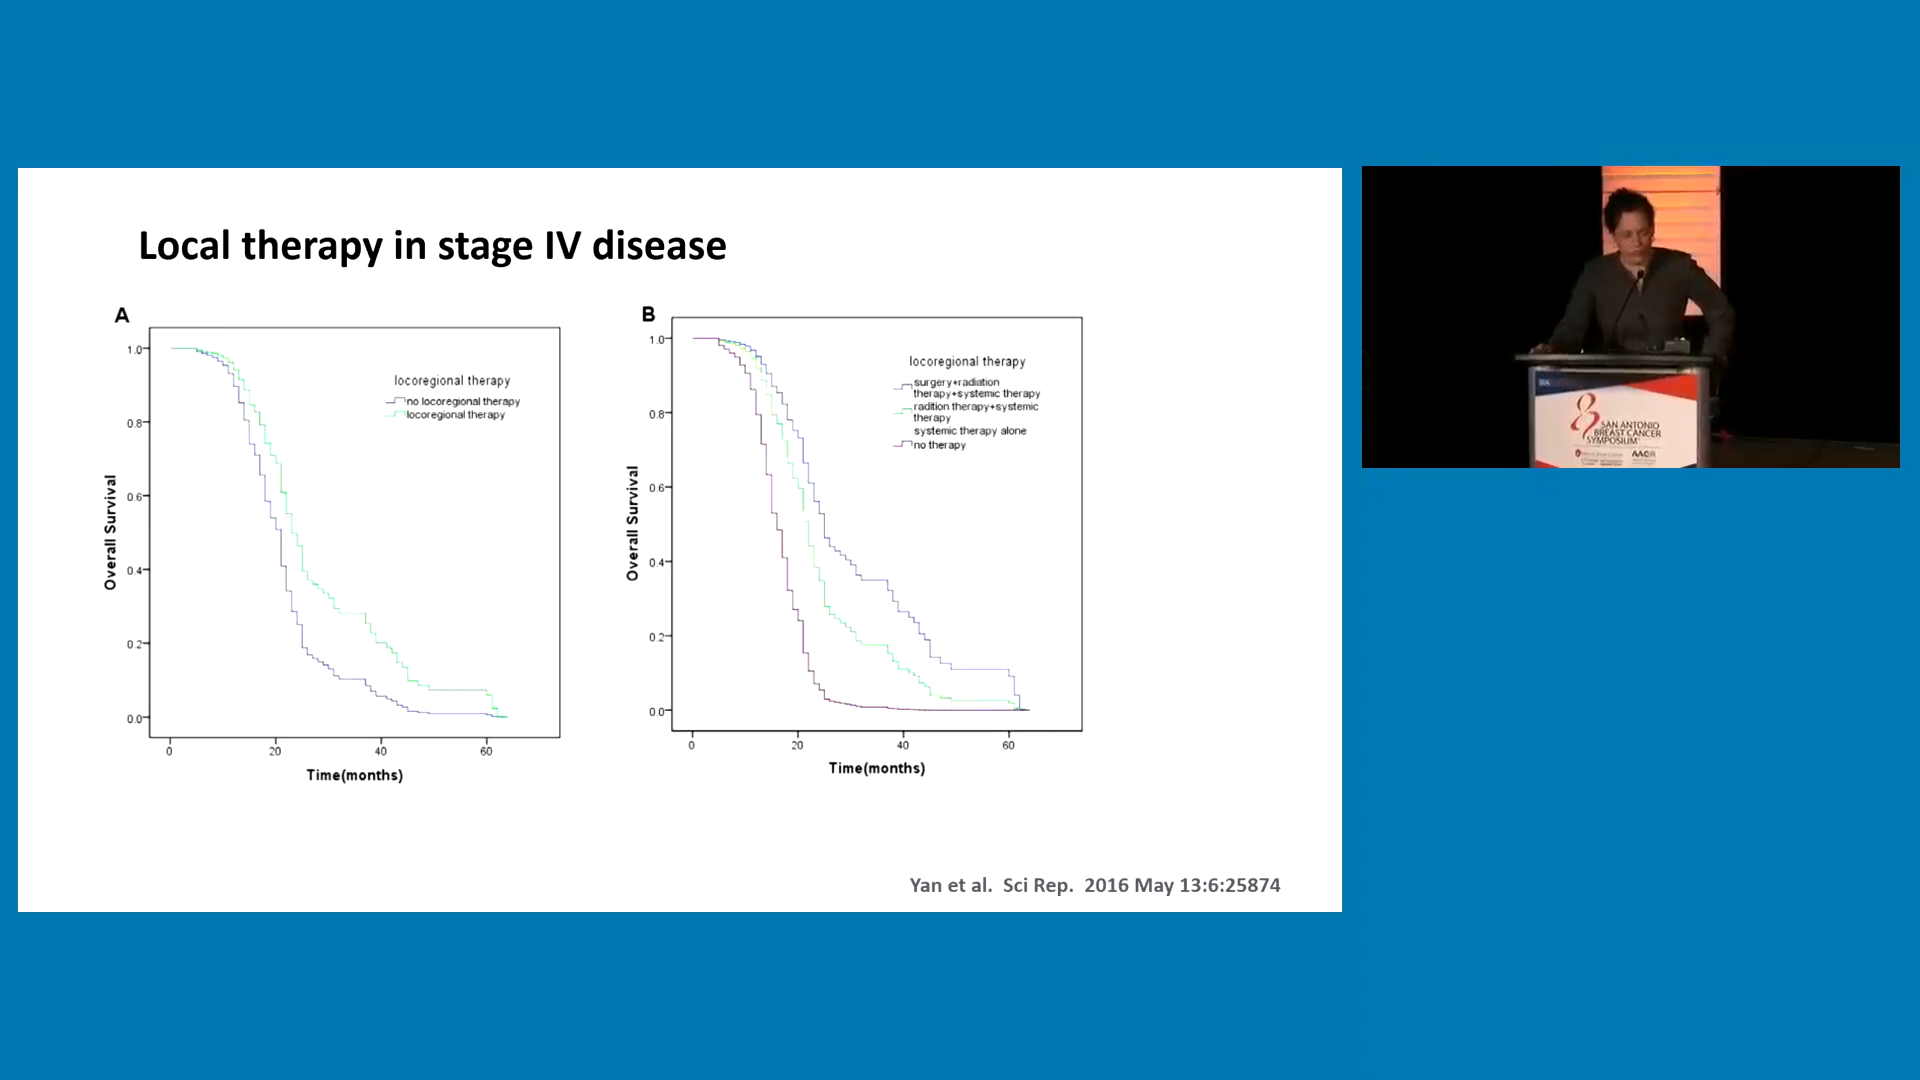 Local therapy in stage IV disease
A
1.0
0.8
0.6
0.4
0.2
0.0
0
20
40
60
Overall Survival
Time(months)
locoregional therapy
no locoregional therapy
locoregional therapy
B
1.0
0.8
0.6
0.4
0.2
0.0
0
20
40
60
Overall Survival
Time(months)
locoregional therapy
surgery+radiation
therapy+systemic therapy
radition therapy+systemic
therapy
systemic therapy alone
no therapy
Yan et al. Sci Rep. 2016 May 13:6:25874
SAN ANTONIO
BREAST CANCER
SYMPOSIUM
AACR